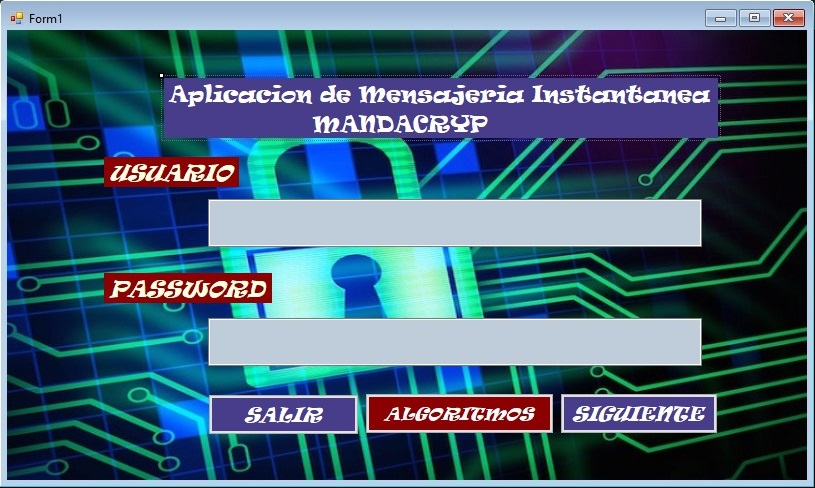 Form1
Aplicacion de Mensajeria Instantanea
MANDACRYP
USUARIO
PASSWORD
SALIR
ALGORITMOS
SIGUIENTE